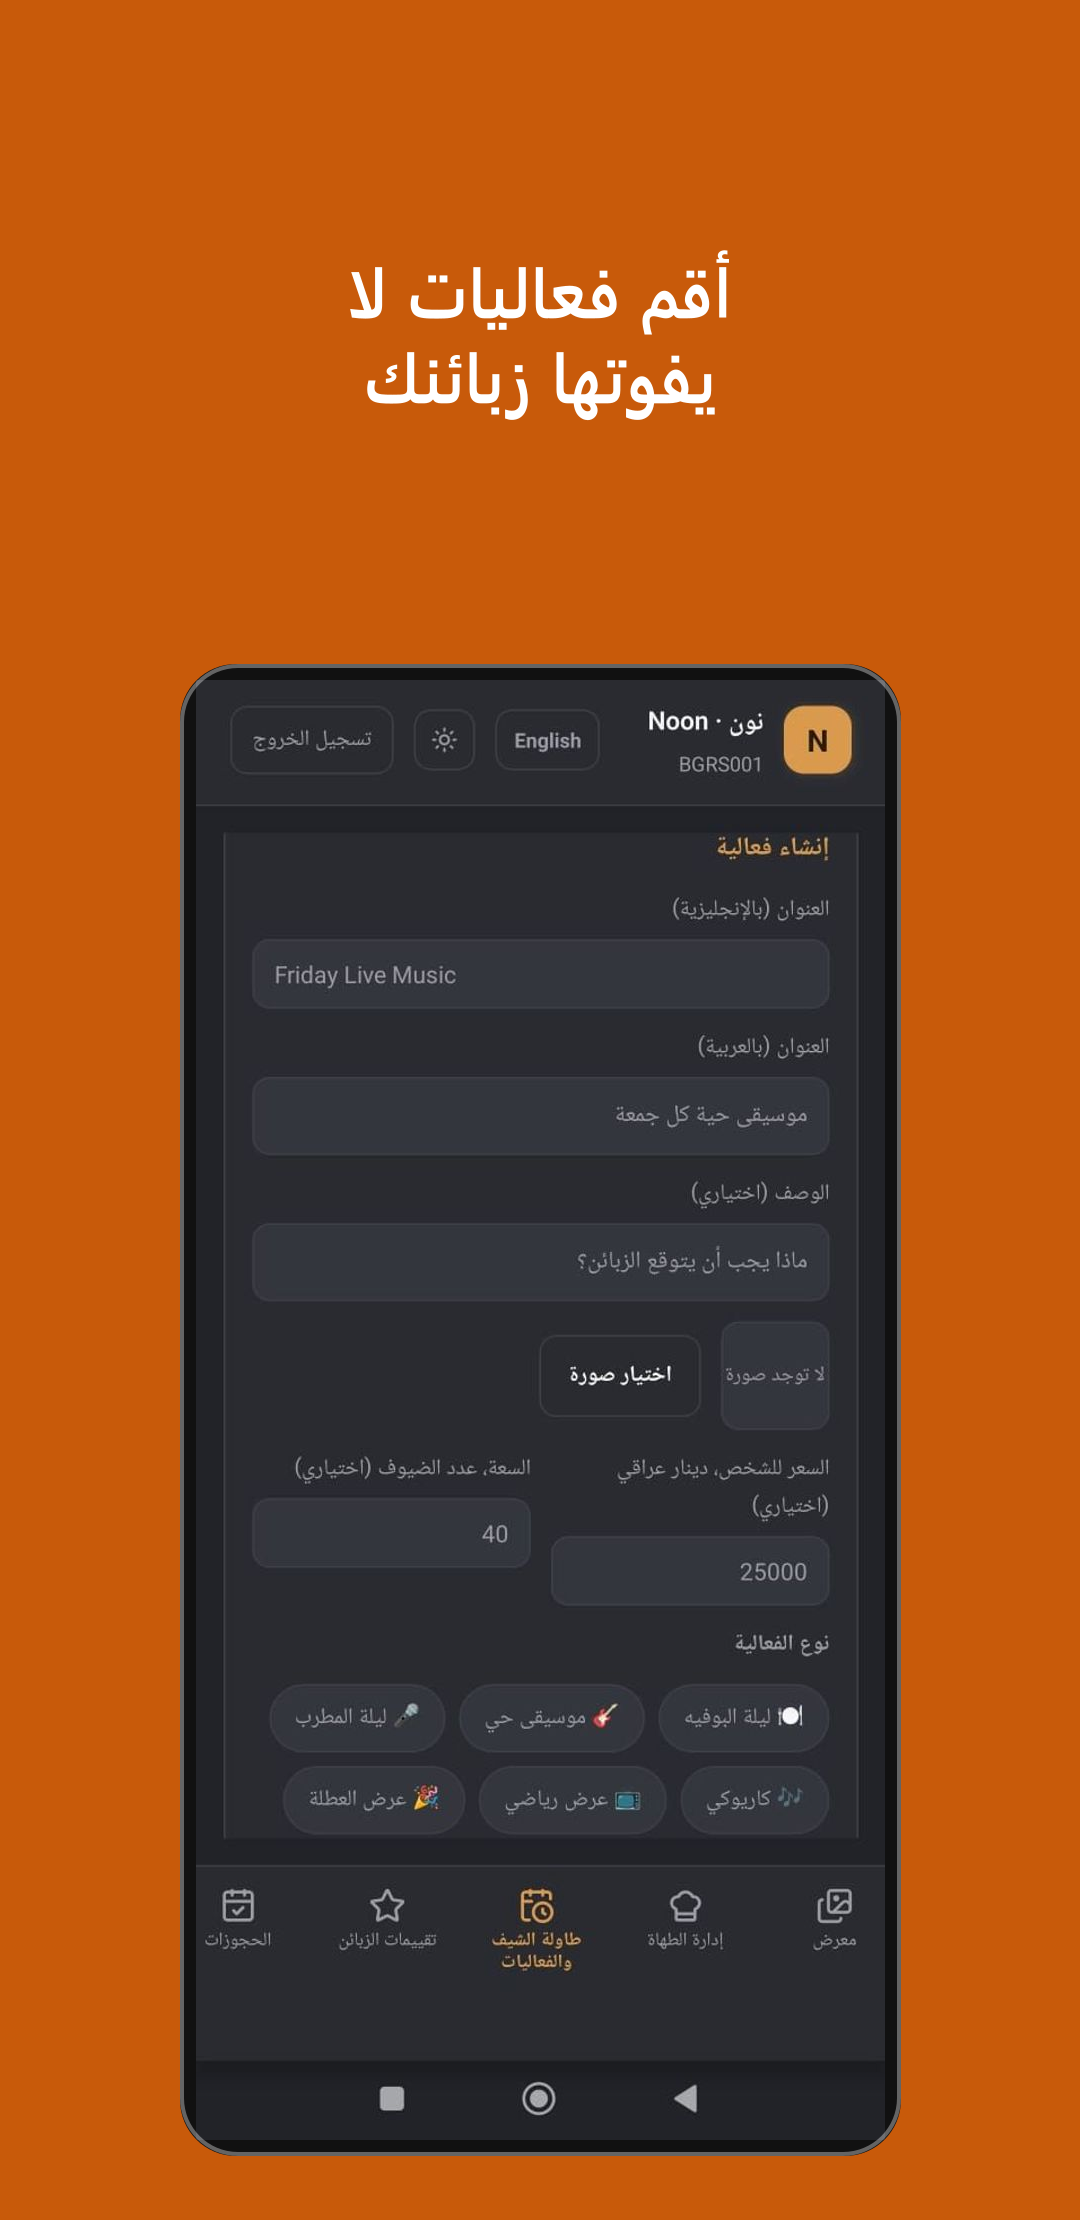 أقم فعاليات لا
يفوتها زبائنك
N
نون · Noon
BGRS001
English
تسجيل الخروج
إنشاء فعالية
العنوان (بالإنجليزية)
Friday Live Music
العنوان (بالعربية)
موسيقى حية كل جمعة
الوصف (اختياري)
ماذا يجب أن يتوقع الزبائن؟
لا توجد صورة
اختيار صورة
السعر للشخص، دينار عراقي
(اختياري)
25000
السعة، عدد الضيوف (اختياري)
40
نوع الفعالية
🍽️ ليلة البوفيه
🎸 موسيقى حي
🎤 ليلة المطرب
🎶 كاريوكي
📺 عرض رياضي
🎉 عرض العطلة
معرض
إدارة الطهاة
طاولة الشيف
والفعاليات
تقييمات الزبائن
الحجوزات